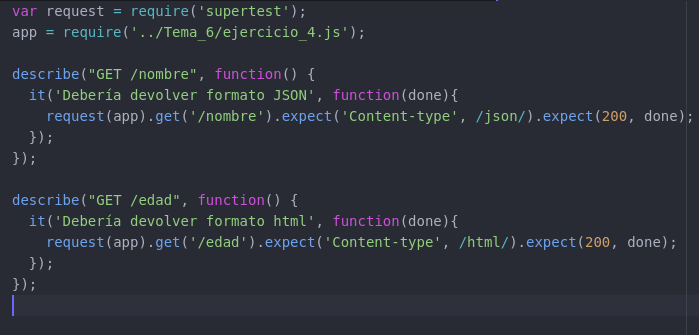 var request = require('supertest');
app = require('../Tema_6/ejercicio_4.js');
describe("GET /nombre", function() {
it('Debería devolver formato JSON', function(done){
request(app).get('/nombre').expect('Content-type', /json/).expect(200, done);
});
});
describe("GET /edad", function() {
it('Debería devolver formato html', function(done){
request(app).get('/edad').expect('Content-type', /html/).expect(200, done);
});
});